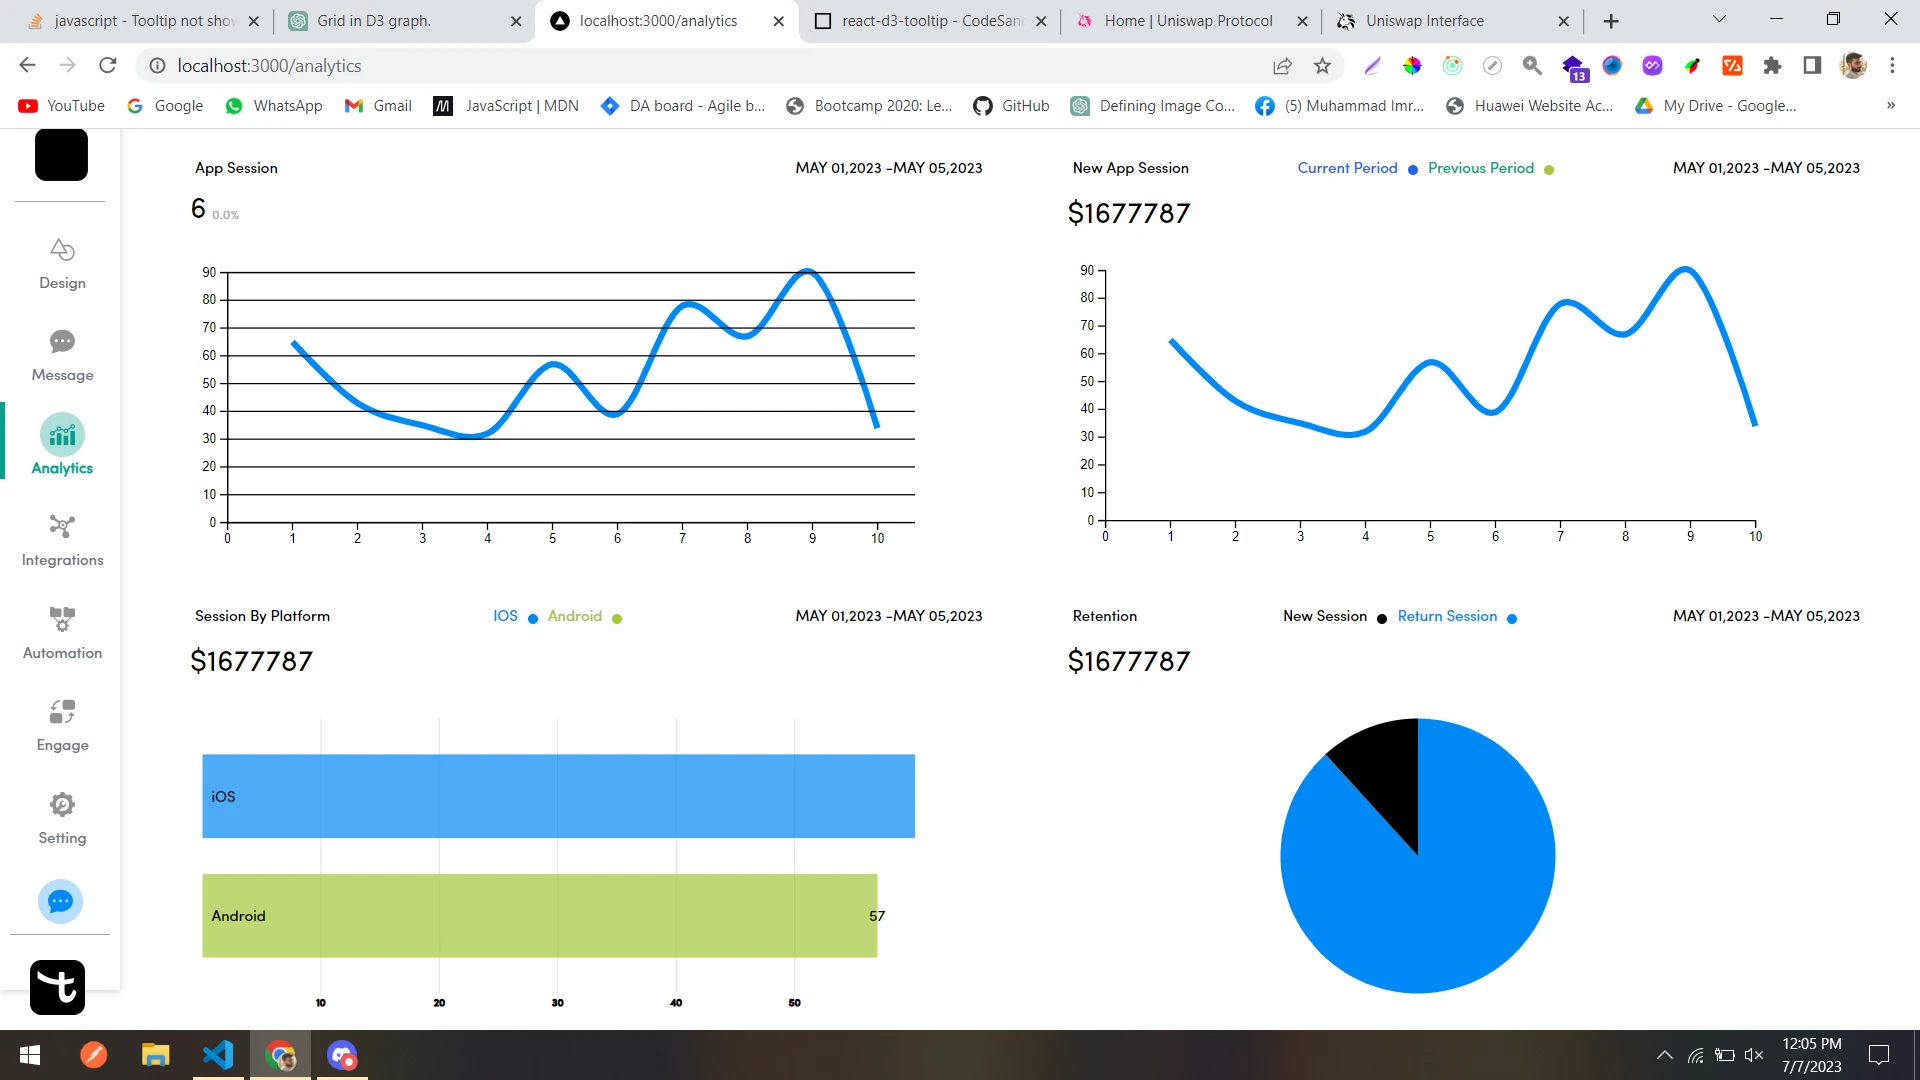 javascript - Tooltip not show
Grid in D3 graph.
localhost:3000/analytics
react-d3-tooltip - CodeSand
Home | Uniswap Protocol
Uniswap Interface
localhost:3000/analytics
13
YouTube
Google
WhatsApp
Gmail
M
JavaScript | MDN
DA board - Agile b...
Bootcamp 2020: Le...
GitHub
Defining Image Co...
(5) Muhammad Imr...
Huawei Website Ac...
My Drive - Google...
»
Design
Message
Analytics
Integrations
Automation
Engage
Setting
t
App Session
MAY 01,2023 -MAY 05,2023
6 0.0%
90
80
70
60
50
40
30
20
10
0
0 1 2 3 4 5 6 7 8 9 10
New App Session
Current Period
Previous Period
MAY 01,2023 -MAY 05,2023
$1677787
90
80
70
60
50
40
30
20
10
0
0 1 2 3 4 5 6 7 8 9 10
Session By Platform
IOS
Android
MAY 01,2023 -MAY 05,2023
$1677787
iOS
Android
57
10 20 30 40 50
Retention
New Session
Return Session
MAY 01,2023 -MAY 05,2023
$1677787
12:05 PM
7/7/2023